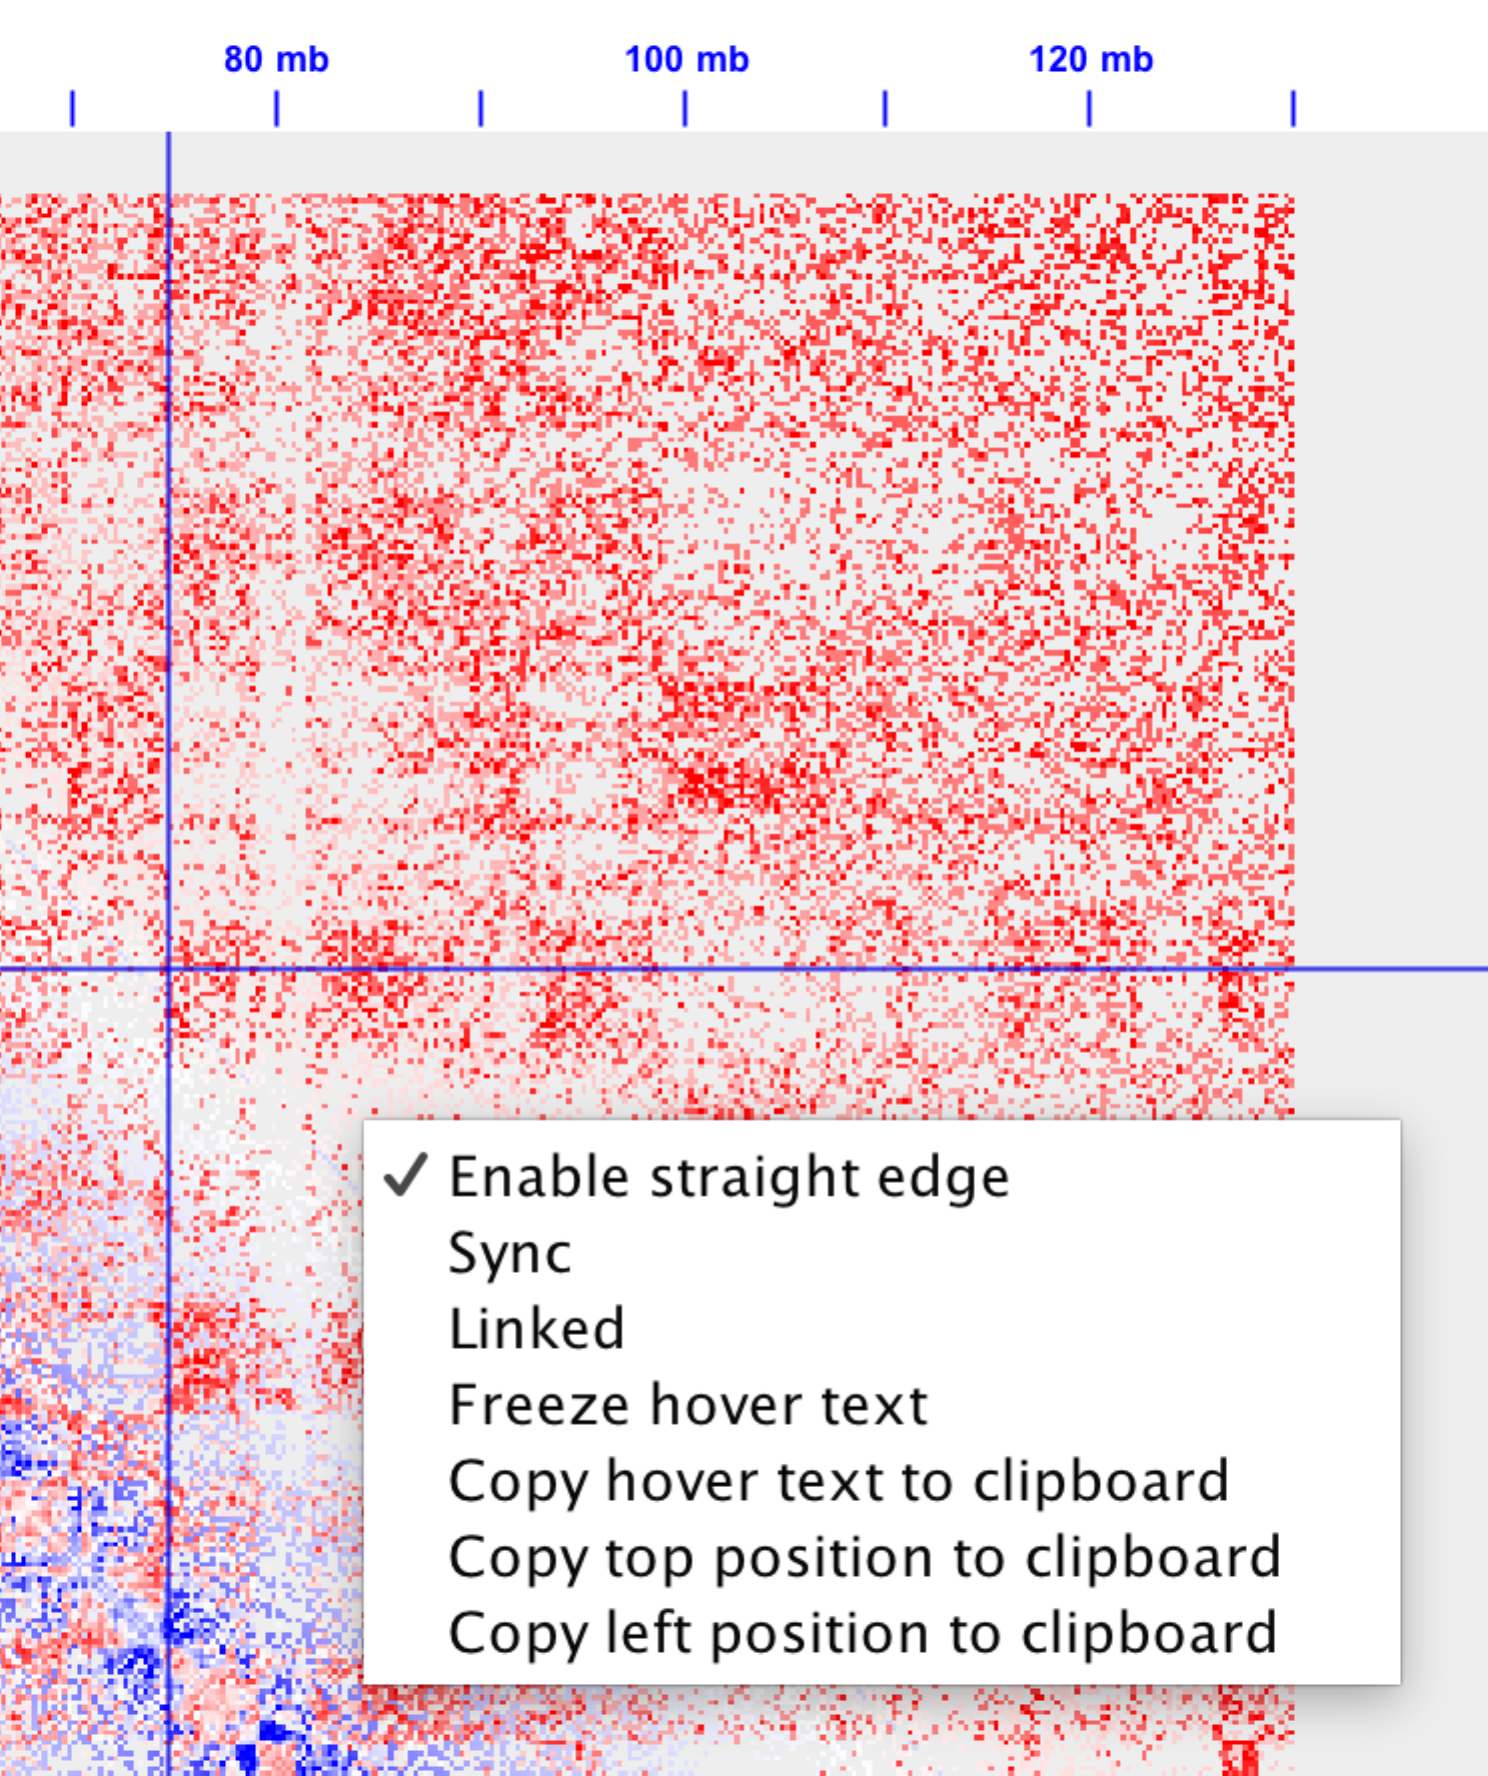 80 mb 100 mb 120 mb
Enable straight edge
Sync
Linked
Freeze hover text
Copy hover text to clipboard
Copy top position to clipboard
Copy left position to clipboard